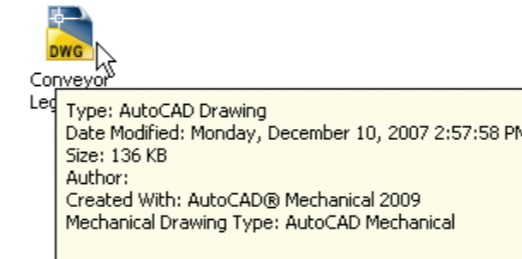 DWG
Conveyor
Leg
Type: AutoCAD Drawing
Date Modified: Monday, December 10, 2007 2:57:58 PM
Size: 136 KB
Author:
Created With: AutoCAD® Mechanical 2009
Mechanical Drawing Type: AutoCAD Mechanical